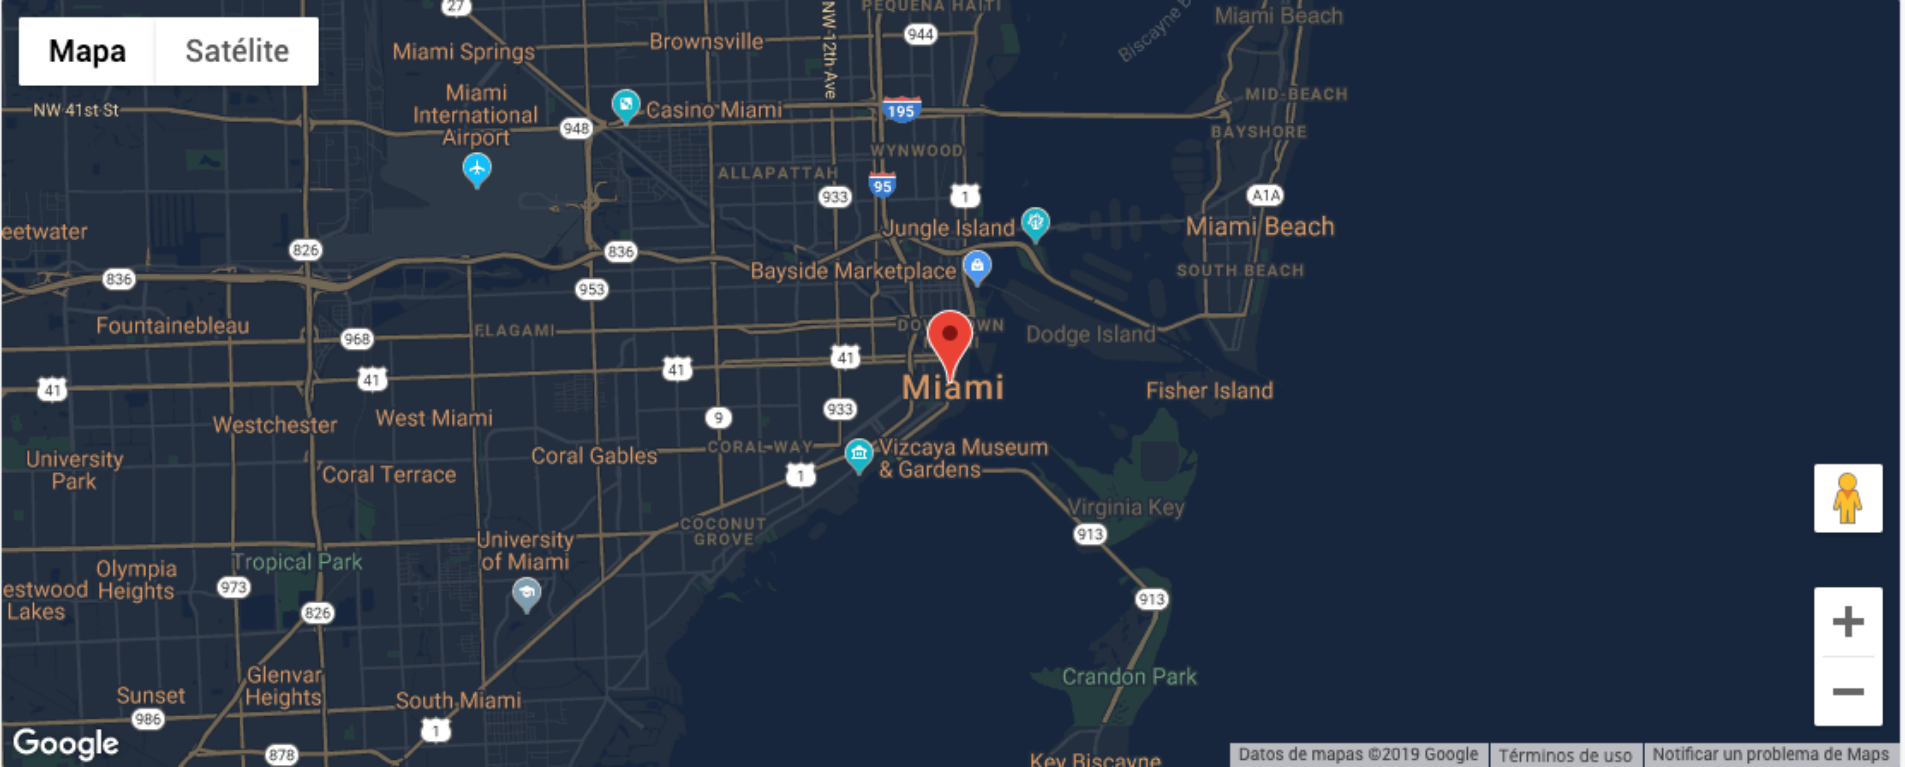 27
PEQUENA HAITI
Miami Beach
Mapa
Satélite
Miami Springs
Brownsville
944
NW 12th Ave
MID-BEACH
NW 41st St
Miami
International
Airport
Casino Miami
195
948
BAYSHORE
WYNWOOD
ALLAPATTAH
95
933
1
A1A
eetwater
Jungle Island
Miami Beach
826
836
Bayside Marketplace
SOUTH BEACH
836
953
Fountainebleau
FLAGAMI
968
Dodge Island
41
41
41
41
Miami
Fisher Island
Westchester
West Miami
9
933
CORAL WAY
Vizcaya Museum
& Gardens
University
Park
Coral Terrace
Coral Gables
1
Virginia Key
COCONUT
GROVE
913
University
of Miami
Tropical Park
Olympia
Heights
estwood
Lakes
973
826
913
Glenvar
Heights
Sunset
South Miami
Crandon Park
986
1
Google
878
Key Biscayne
Datos de mapas ©2019 Google
Términos de uso
Notificar un problema de Maps